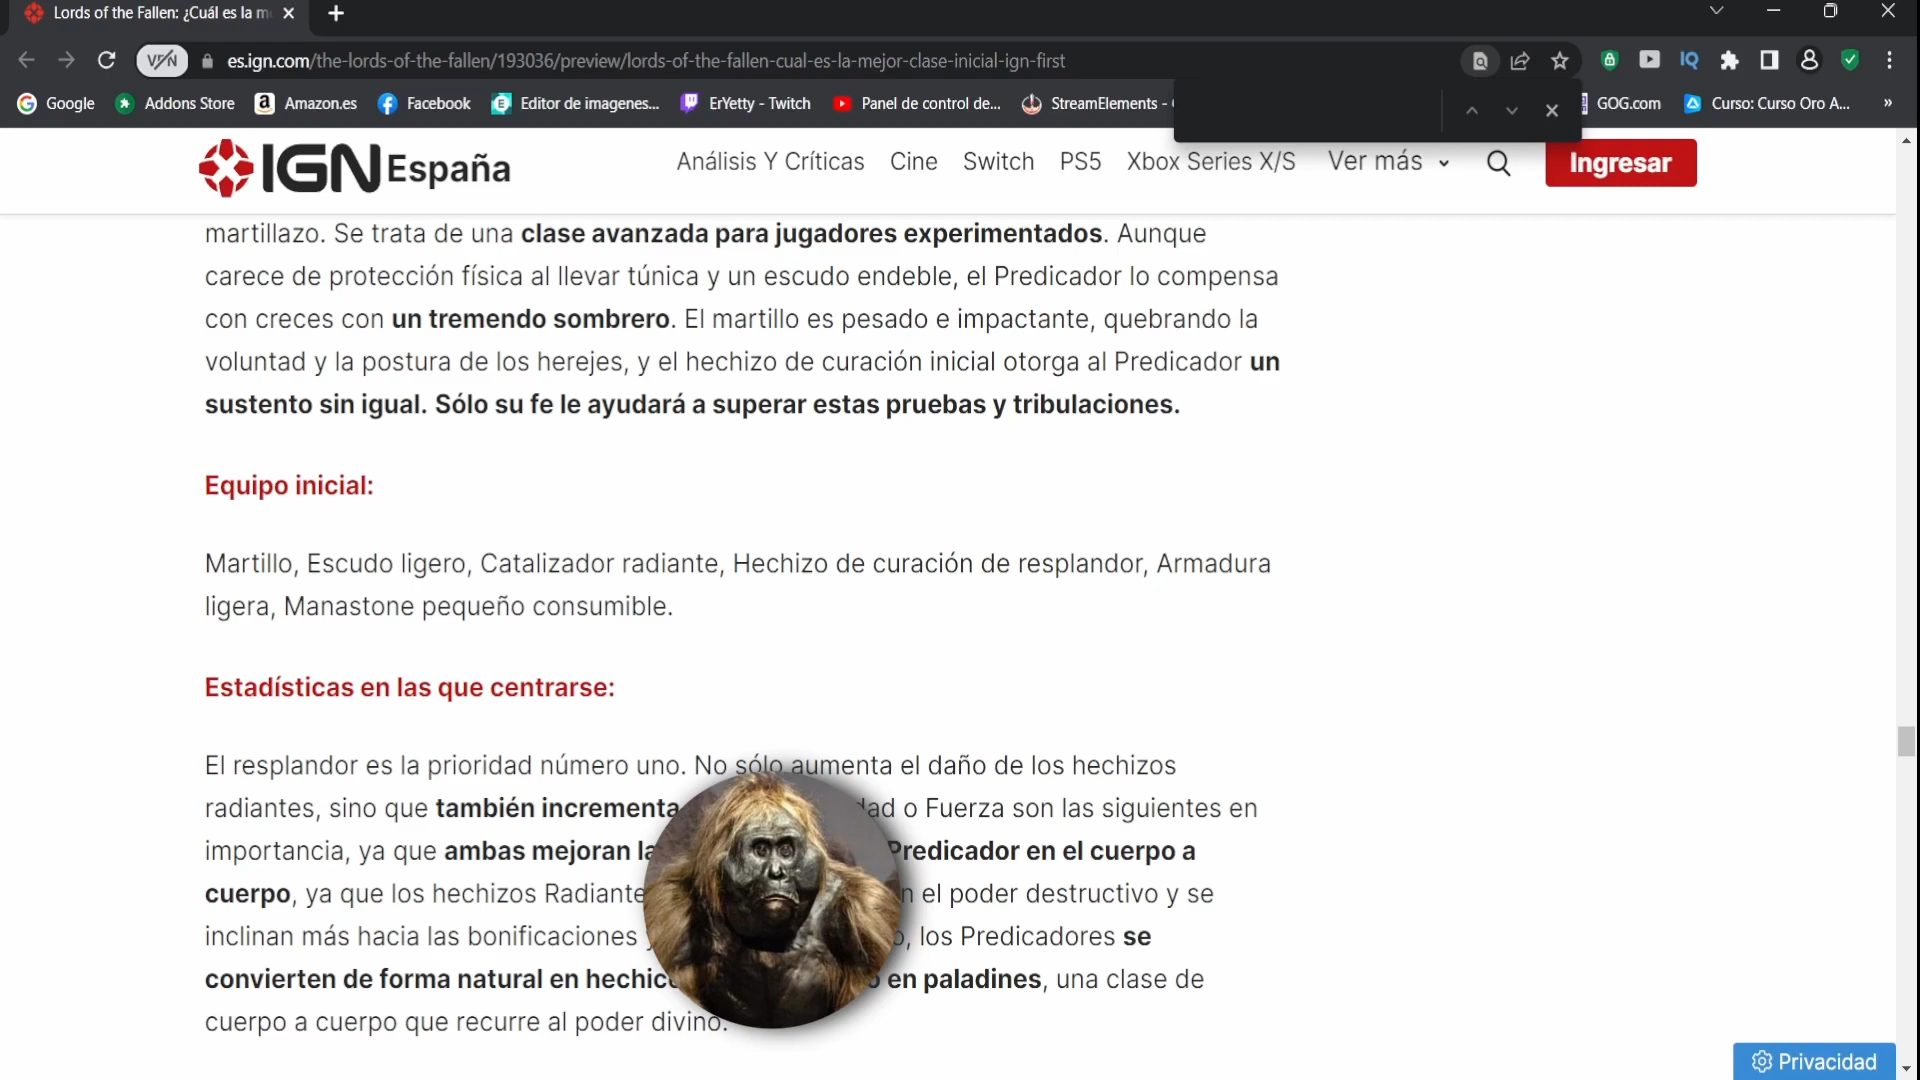 Lords of the Fallen: ¿Cuál es la m
es.ign.com/the-lords-of-the-fallen/193036/preview/lords-of-the-fallen-cual-es-la-mejor-clase-inicial-ign-first
VPN
IQ
Google
Addons Store
Amazon.es
Facebook
Editor de imagenes...
ErYetty - Twitch
Panel de control de...
StreamElements -
GOG.com
Curso: Curso Oro A...
»
IGN España
Análisis Y Críticas
Cine
Switch
PS5
Xbox Series X/S
Ver más
Ingresar
martillazo. Se trata de una clase avanzada para jugadores experimentados. Aunque
carece de protección física al llevar túnica y un escudo endeble, el Predicador lo compensa
con creces con un tremendo sombrero. El martillo es pesado e impactante, quebrando la
voluntad y la postura de los herejes, y el hechizo de curación inicial otorga al Predicador un
sustento sin igual. Sólo su fe le ayudará a superar estas pruebas y tribulaciones.
Equipo inicial:
Martillo, Escudo ligero, Catalizador radiante, Hechizo de curación de resplandor, Armadura
ligera, Manastone pequeño consumible.
Estadísticas en las que centrarse:
El resplandor es la prioridad número uno. No sólo aumenta el daño de los hechizos
radiantes, sino que también incrementa dad o Fuerza son las siguientes en
importancia, ya que ambas mejoran la Predicador en el cuerpo a
cuerpo, ya que los hechizos Radiante n el poder destructivo y se
inclinan más hacia las bonificaciones o, los Predicadores se
convierten de forma natural en hechic o en paladines, una clase de
cuerpo a cuerpo que recurre al poder divino.
Privacidad